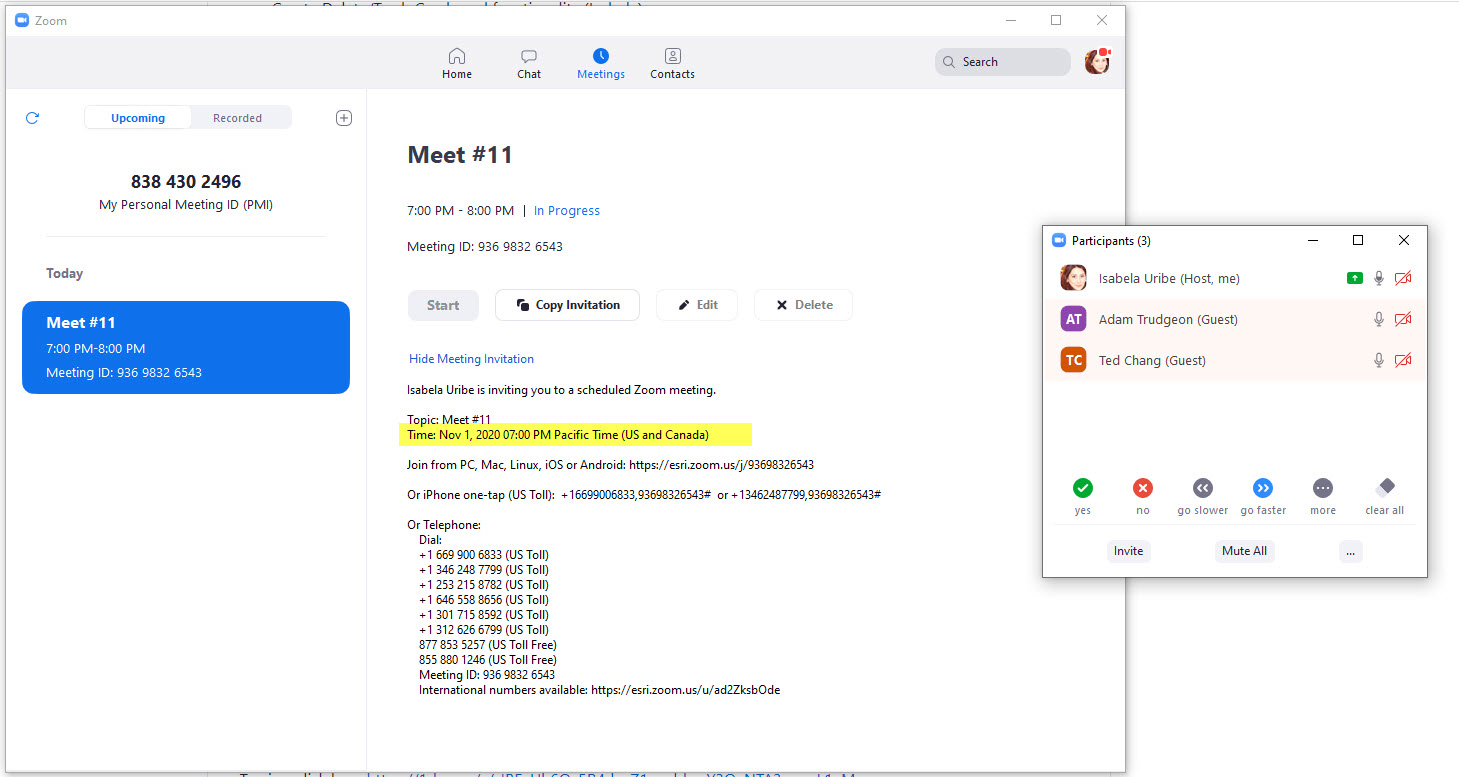 Zoom
Home
Chat
Meetings
Contacts
Search
Upcoming
Recorded
838 430 2496
My Personal Meeting ID (PMI)
Today
Meet #11
7:00 PM-8:00 PM
Meeting ID: 936 9832 6543
Meet #11
7:00 PM - 8:00 PM | In Progress
Meeting ID: 936 9832 6543
Start
Copy Invitation
Edit
Delete
Hide Meeting Invitation
Isabela Uribe is inviting you to a scheduled Zoom meeting.
Topic: Meet #11
Time: Nov 1, 2020 07:00 PM Pacific Time (US and Canada)
Join from PC, Mac, Linux, iOS or Android: https://esri.zoom.us/j/93698326543
Or iPhone one-tap (US Toll): +16699006833,93698326543# or +13462487799,93698326543#
Or Telephone:
Dial:
+1 669 900 6833 (US Toll)
+1 346 248 7799 (US Toll)
+1 253 215 8782 (US Toll)
+1 646 558 8656 (US Toll)
+1 301 715 8592 (US Toll)
+1 312 626 6799 (US Toll)
877 853 5257 (US Toll Free)
855 880 1246 (US Toll Free)
Meeting ID: 936 9832 6543
International numbers available: https://esri.zoom.us/u/ad2ZksbOde
Participants (3)
Isabela Uribe (Host, me)
AT Adam Trudgeon (Guest)
TC Ted Chang (Guest)
yes
no
go slower
go faster
more
clear all
Invite
Mute All
...